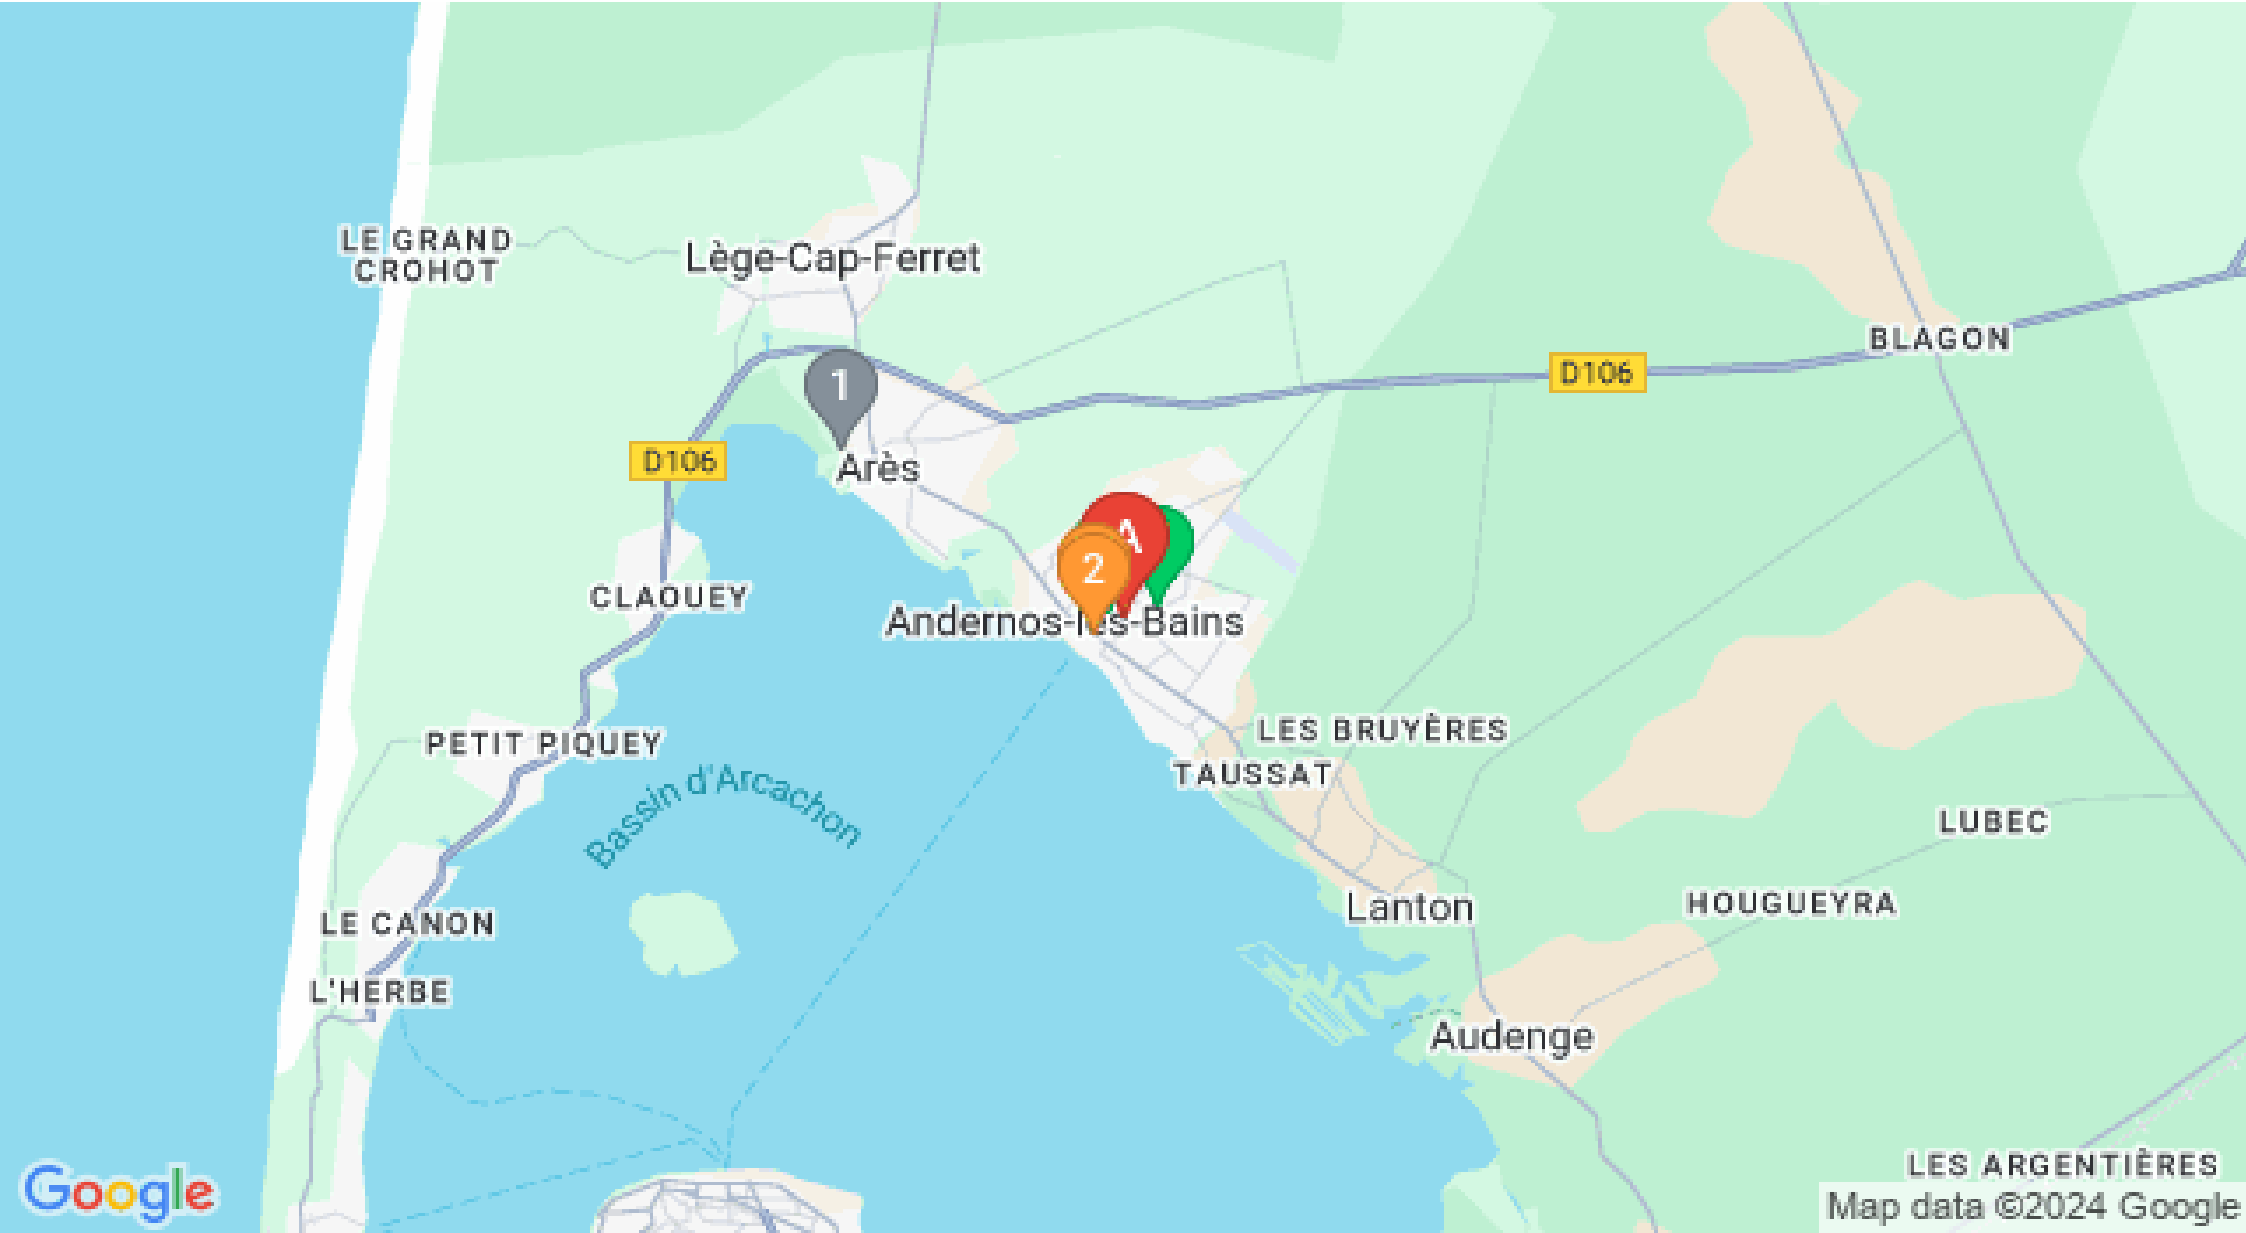 LE GRAND
CROHOT
Lège-Cap-Ferret
BLAGON
D106
1
D106
Arès
A
2
CLAOUEY
Andernos-les-Bains
PETIT PIQUEY
LES BRUYÈRES
TAUSSAT
Bassin d'Arcachon
LUBEC
LE CANON
Lanton
HOUGUEYRA
L'HERBE
Audenge
LES ARGENTIÈRES
Google
Map data ©2024 Google